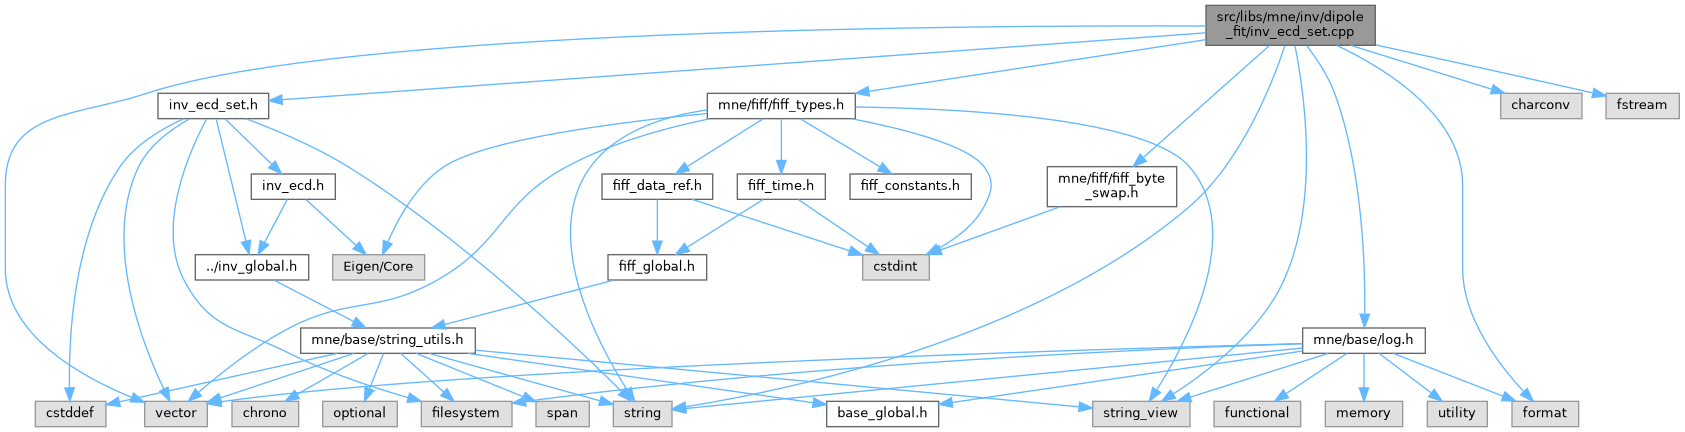 src/libs/mne/inv/dipole
_fit/inv_ecd_set.cpp
inv_ecd_set.h
mne/fiff/fiff_types.h
charconv
fstream
inv_ecd.h
fiff_data_ref.h
fiff_time.h
fiff_constants.h
mne/fiff/fiff_byte
_swap.h
../inv_global.h
Eigen/Core
fiff_global.h
cstdint
mne/base/string_utils.h
mne/base/log.h
cstddef
vector
chrono
optional
filesystem
span
string
base_global.h
string_view
functional
memory
utility
format